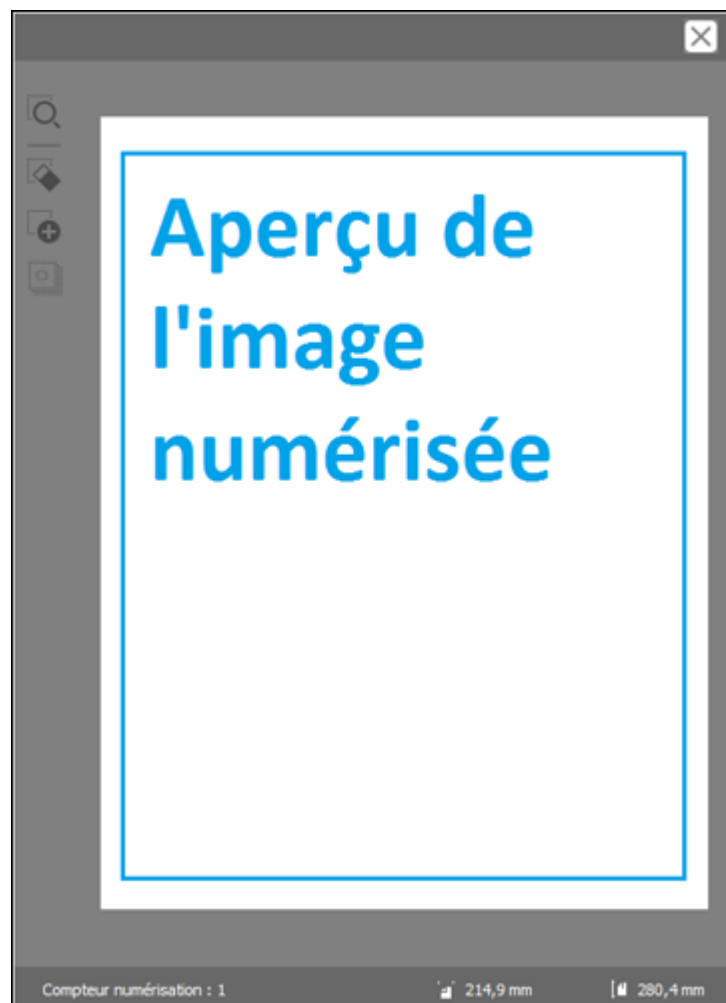 Aperçu de
l'image
numérisée
Compteur numérisation : 1 214,9 mm 280,4 mm